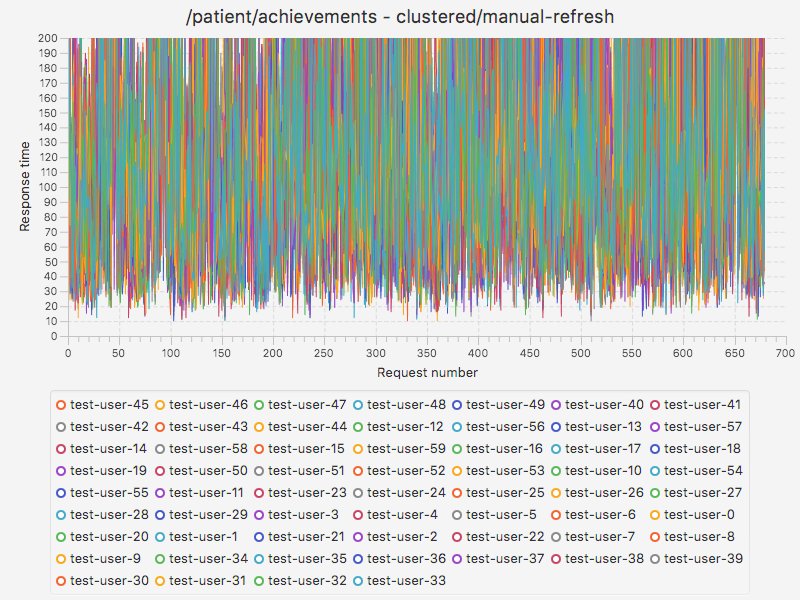 /patient/achievements - clustered/manual-refresh
200
190
180
170
160
150
140
130
120
110
100
90
80
70
60
50
40
30
20
10
0
Response time
0 50 100 150 200 250 300 350 400 450 500 550 600 650 700
Request number
test-user-45 test-user-46 test-user-47 test-user-48 test-user-49 test-user-40 test-user-41
test-user-42 test-user-43 test-user-44 test-user-12 test-user-56 test-user-13 test-user-57
test-user-14 test-user-58 test-user-15 test-user-59 test-user-16 test-user-17 test-user-18
test-user-19 test-user-50 test-user-51 test-user-52 test-user-53 test-user-10 test-user-54
test-user-55 test-user-11 test-user-23 test-user-24 test-user-25 test-user-26 test-user-27
test-user-28 test-user-29 test-user-3 test-user-4 test-user-5 test-user-6 test-user-0
test-user-20 test-user-1 test-user-21 test-user-2 test-user-22 test-user-7 test-user-8
test-user-9 test-user-34 test-user-35 test-user-36 test-user-37 test-user-38 test-user-39
test-user-30 test-user-31 test-user-32 test-user-33